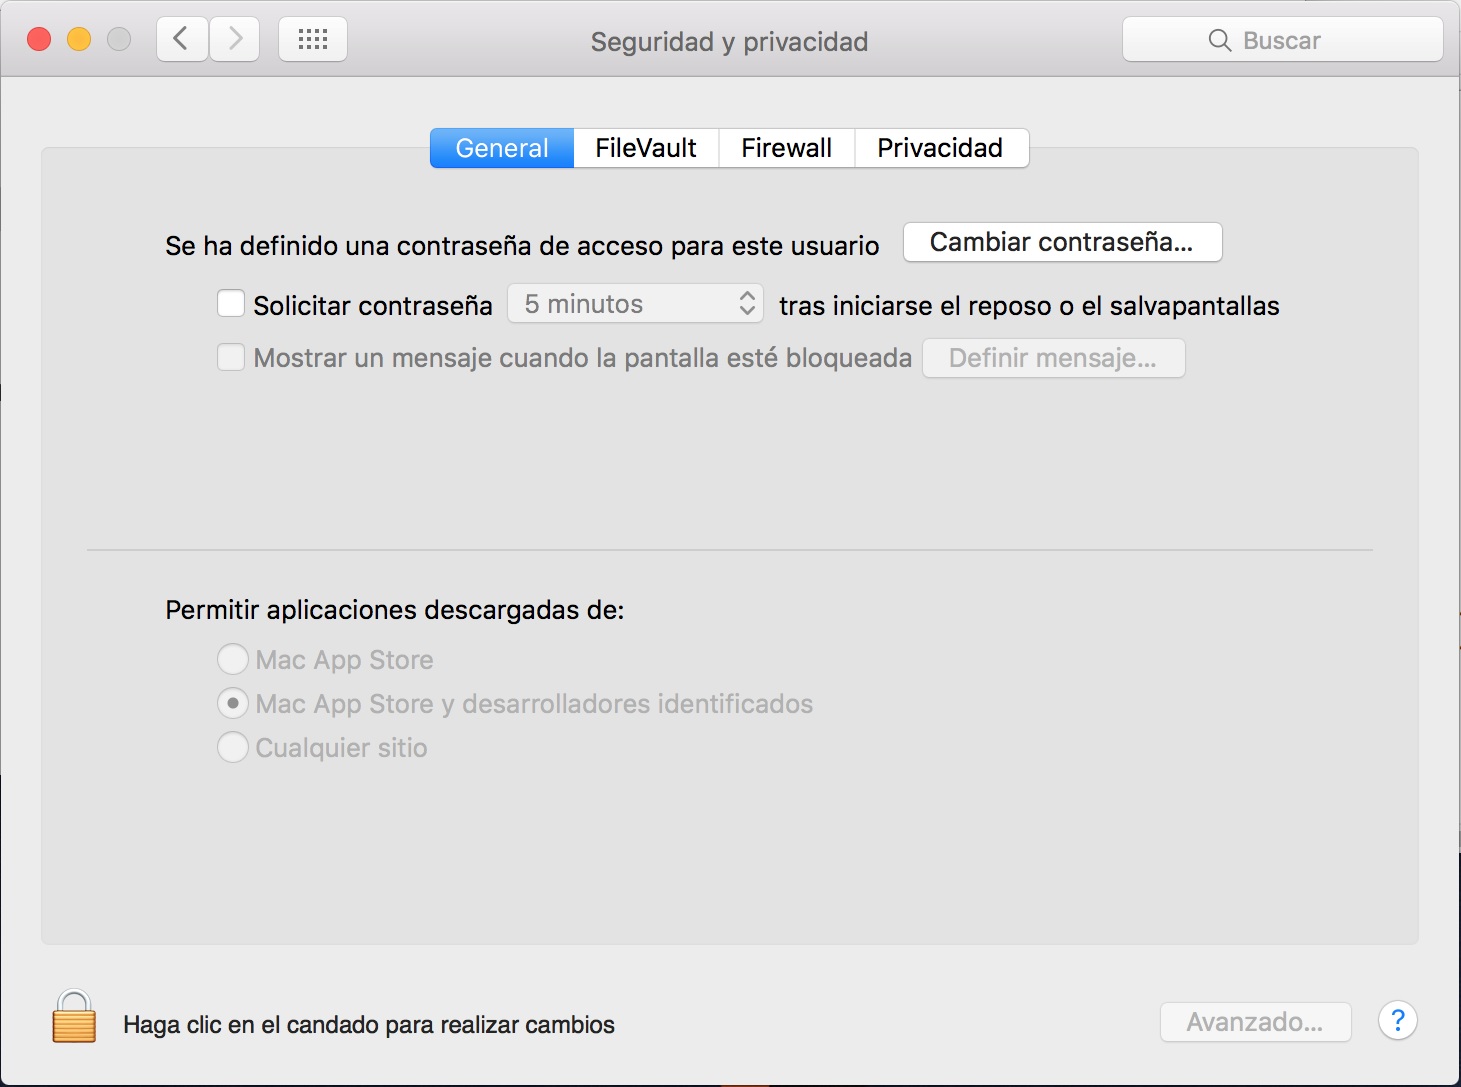 Seguridad y privacidad
Buscar
General FileVault Firewall Privacidad
Se ha definido una contraseña de acceso para este usuario Cambiar contraseña...
Solicitar contraseña 5 minutos tras iniciarse el reposo o el salvapantallas
Mostrar un mensaje cuando la pantalla esté bloqueada Definir mensaje...
Permitir aplicaciones descargadas de:
Mac App Store
Mac App Store y desarrolladores identificados
Cualquier sitio
Haga clic en el candado para realizar cambios
Avanzado... ?